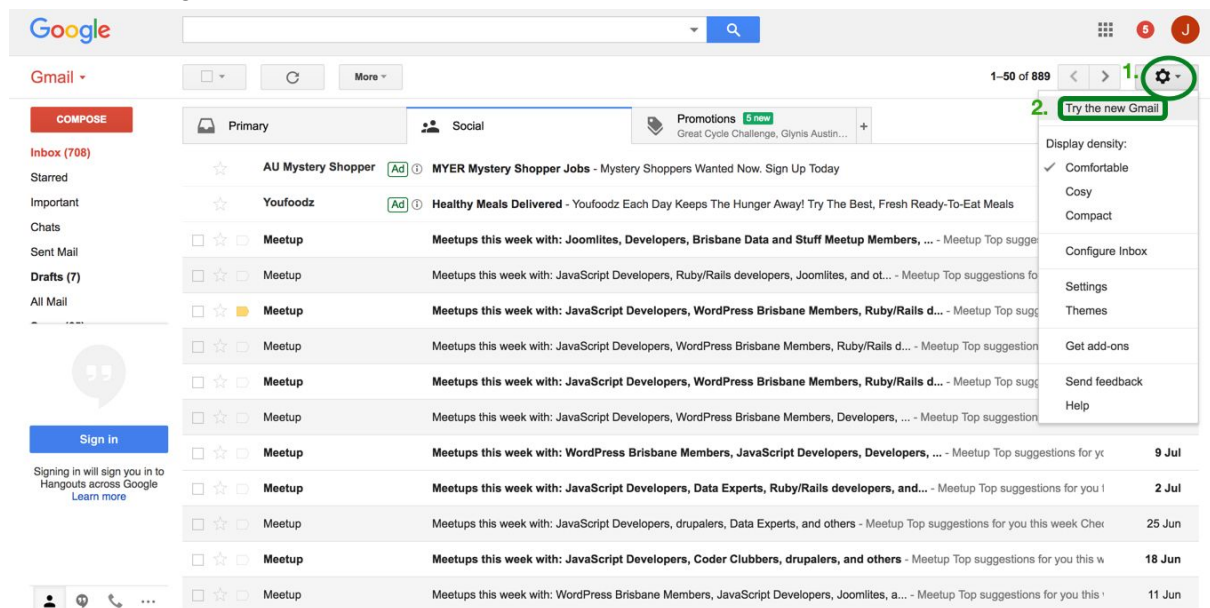 Google
5
J
Gmail
More
1–50 of 889
1.
COMPOSE
Inbox (708)
Starred
Important
Chats
Sent Mail
Drafts (7)
All Mail
Sign in
Signing in will sign you in to
Hangouts across Google
Learn more
Primary
Social
Promotions 5 new
Great Cycle Challenge, Glynis Austin...
+
2. Try the new Gmail
Display density:
✓ Comfortable
Cosy
Compact
Configure Inbox
Settings
Themes
Get add-ons
Send feedback
Help
AU Mystery Shopper Ad MYER Mystery Shopper Jobs - Mystery Shoppers Wanted Now. Sign Up Today
Youfoodz Ad Healthy Meals Delivered - Youfoodz Each Day Keeps The Hunger Away! Try The Best, Fresh Ready-To-Eat Meals
Meetup Meetups this week with: Joomlites, Developers, Brisbane Data and Stuff Meetup Members, ... - Meetup Top sugge
Meetup Meetups this week with: JavaScript Developers, Ruby/Rails developers, Joomlites, and ot... - Meetup Top suggestions fo
Meetup Meetups this week with: JavaScript Developers, WordPress Brisbane Members, Ruby/Rails d... - Meetup Top sugg
Meetup Meetups this week with: JavaScript Developers, WordPress Brisbane Members, Ruby/Rails d... - Meetup Top suggestion
Meetup Meetups this week with: JavaScript Developers, WordPress Brisbane Members, Ruby/Rails d... - Meetup Top sugg
Meetup Meetups this week with: JavaScript Developers, WordPress Brisbane Members, Developers, ... - Meetup Top suggestion
Meetup Meetups this week with: WordPress Brisbane Members, JavaScript Developers, Developers, ... - Meetup Top suggestions for yo 9 Jul
Meetup Meetups this week with: JavaScript Developers, Data Experts, Ruby/Rails developers, and... - Meetup Top suggestions for you 2 Jul
Meetup Meetups this week with: JavaScript Developers, drupalers, Data Experts, and others - Meetup Top suggestions for you this week Chec 25 Jun
Meetup Meetups this week with: JavaScript Developers, Coder Clubbers, drupalers, and others - Meetup Top suggestions for you this w 18 Jun
Meetup Meetups this week with: WordPress Brisbane Members, JavaScript Developers, Joomlites, a... - Meetup Top suggestions for you this 11 Jun